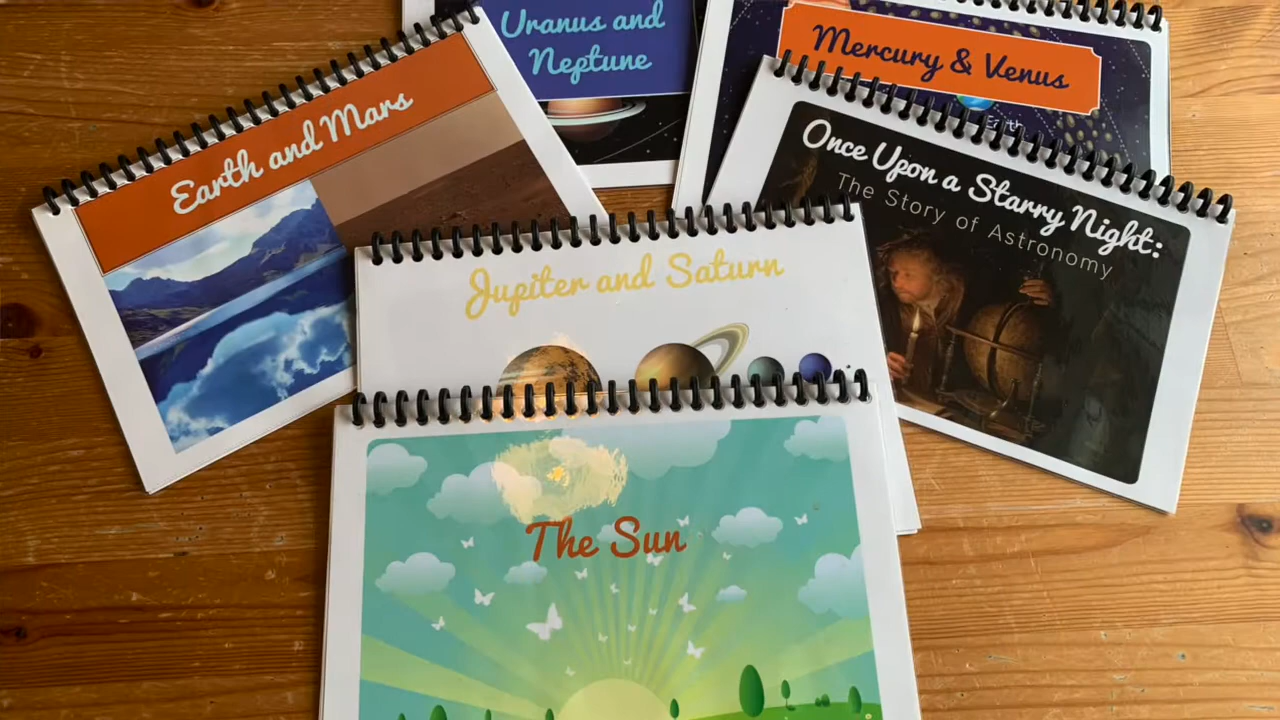 Uranus and
Neptune
Mercury & Venus
Earth
Earth and Mars
Once Upon a Starry Night:
The Story of Astronomy
Jupiter and Saturn
The Sun